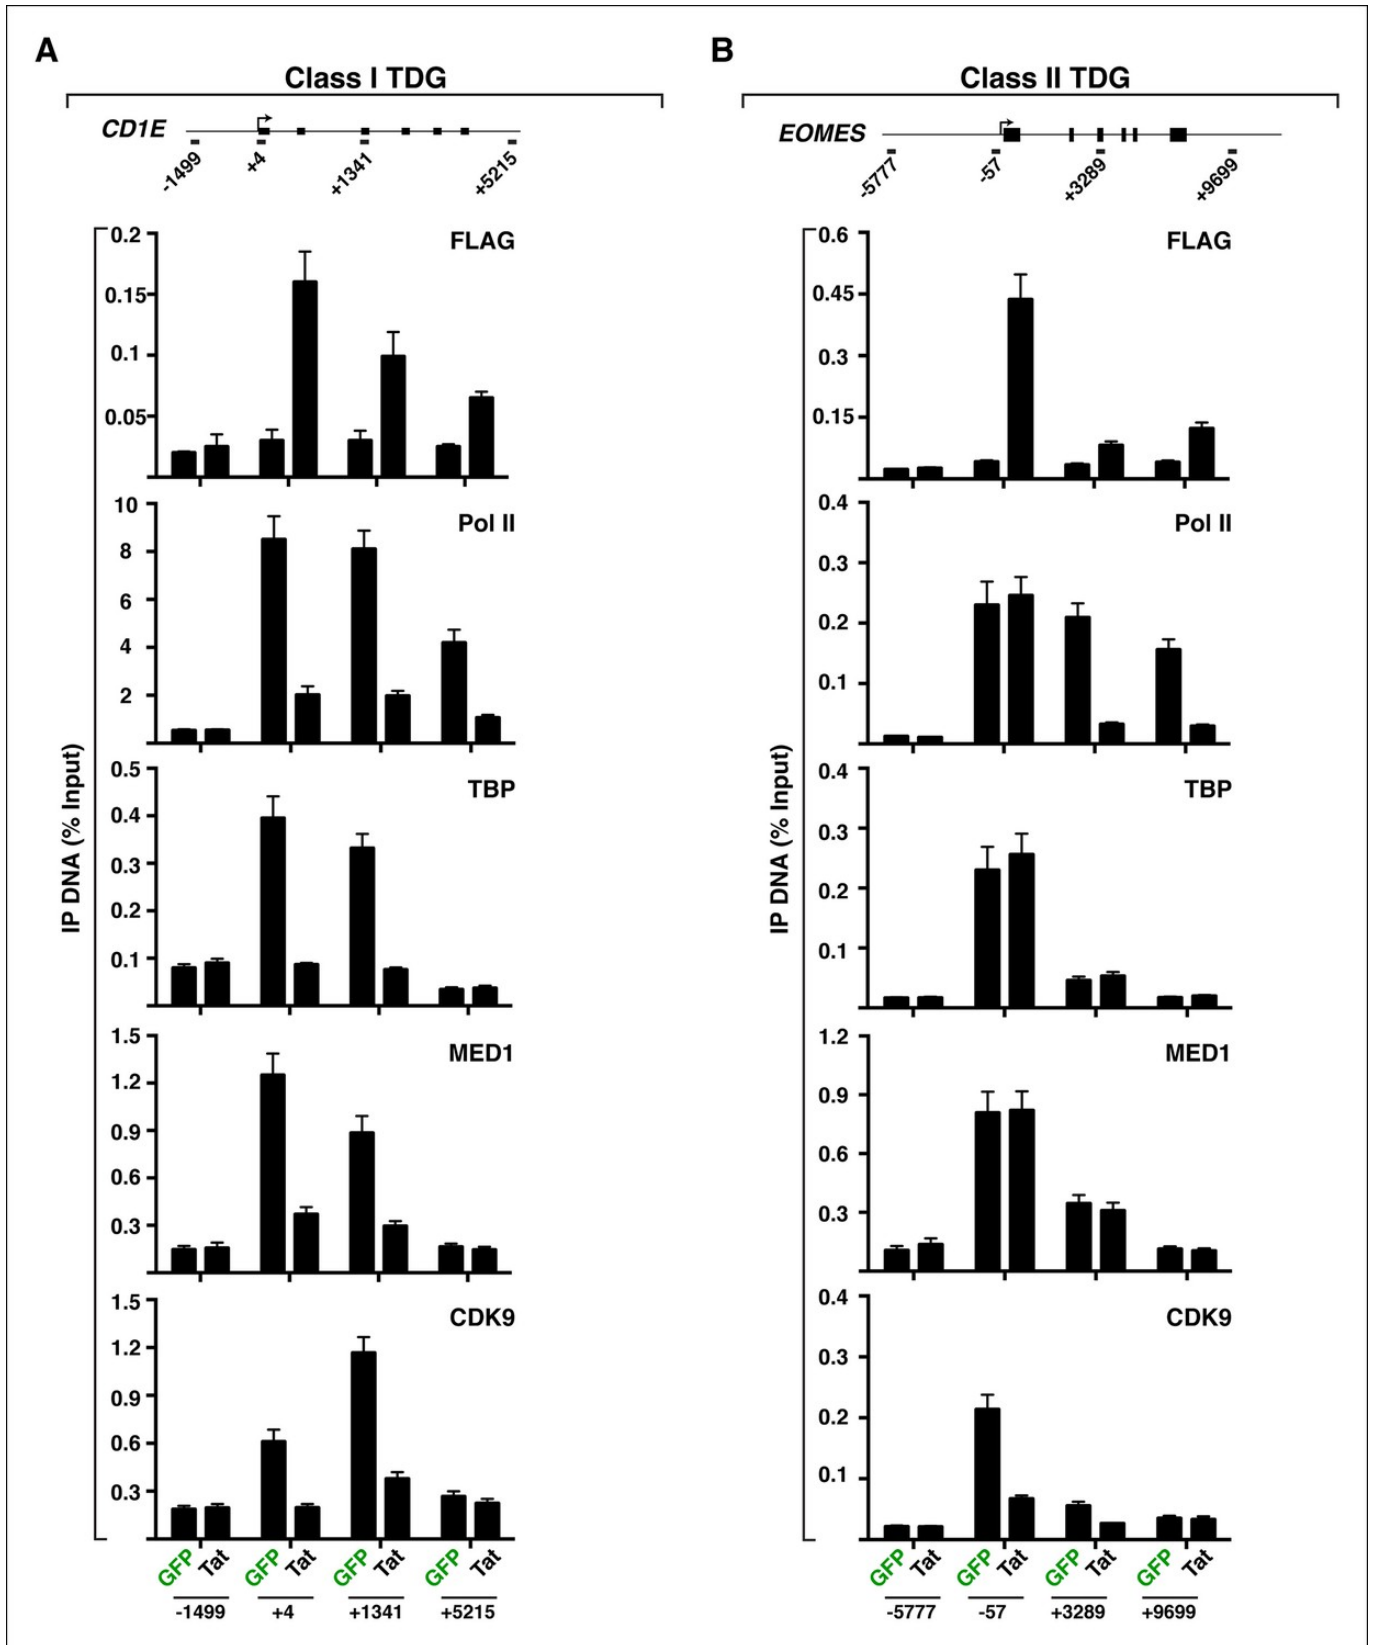 A
Class I TDG
CD1E
-1499
+4
+1341
+5215
IP DNA (% Input)
FLAG
0.2
0.15
0.1
0.05
Pol II
10
8
6
4
2
TBP
0.5
0.4
0.3
0.2
0.1
MED1
1.5
1.2
0.9
0.6
0.3
CDK9
1.5
1.2
0.9
0.6
0.3
GFP Tat GFP Tat GFP Tat GFP Tat
-1499 +4 +1341 +5215
B
Class II TDG
EOMES
-5777
-57
+3289
+9699
IP DNA (% Input)
FLAG
0.6
0.45
0.3
0.15
Pol II
0.4
0.3
0.2
0.1
TBP
0.4
0.3
0.2
0.1
MED1
1.2
0.9
0.6
0.3
CDK9
0.4
0.3
0.2
0.1
GFP Tat GFP Tat GFP Tat GFP Tat
-5777 -57 +3289 +9699